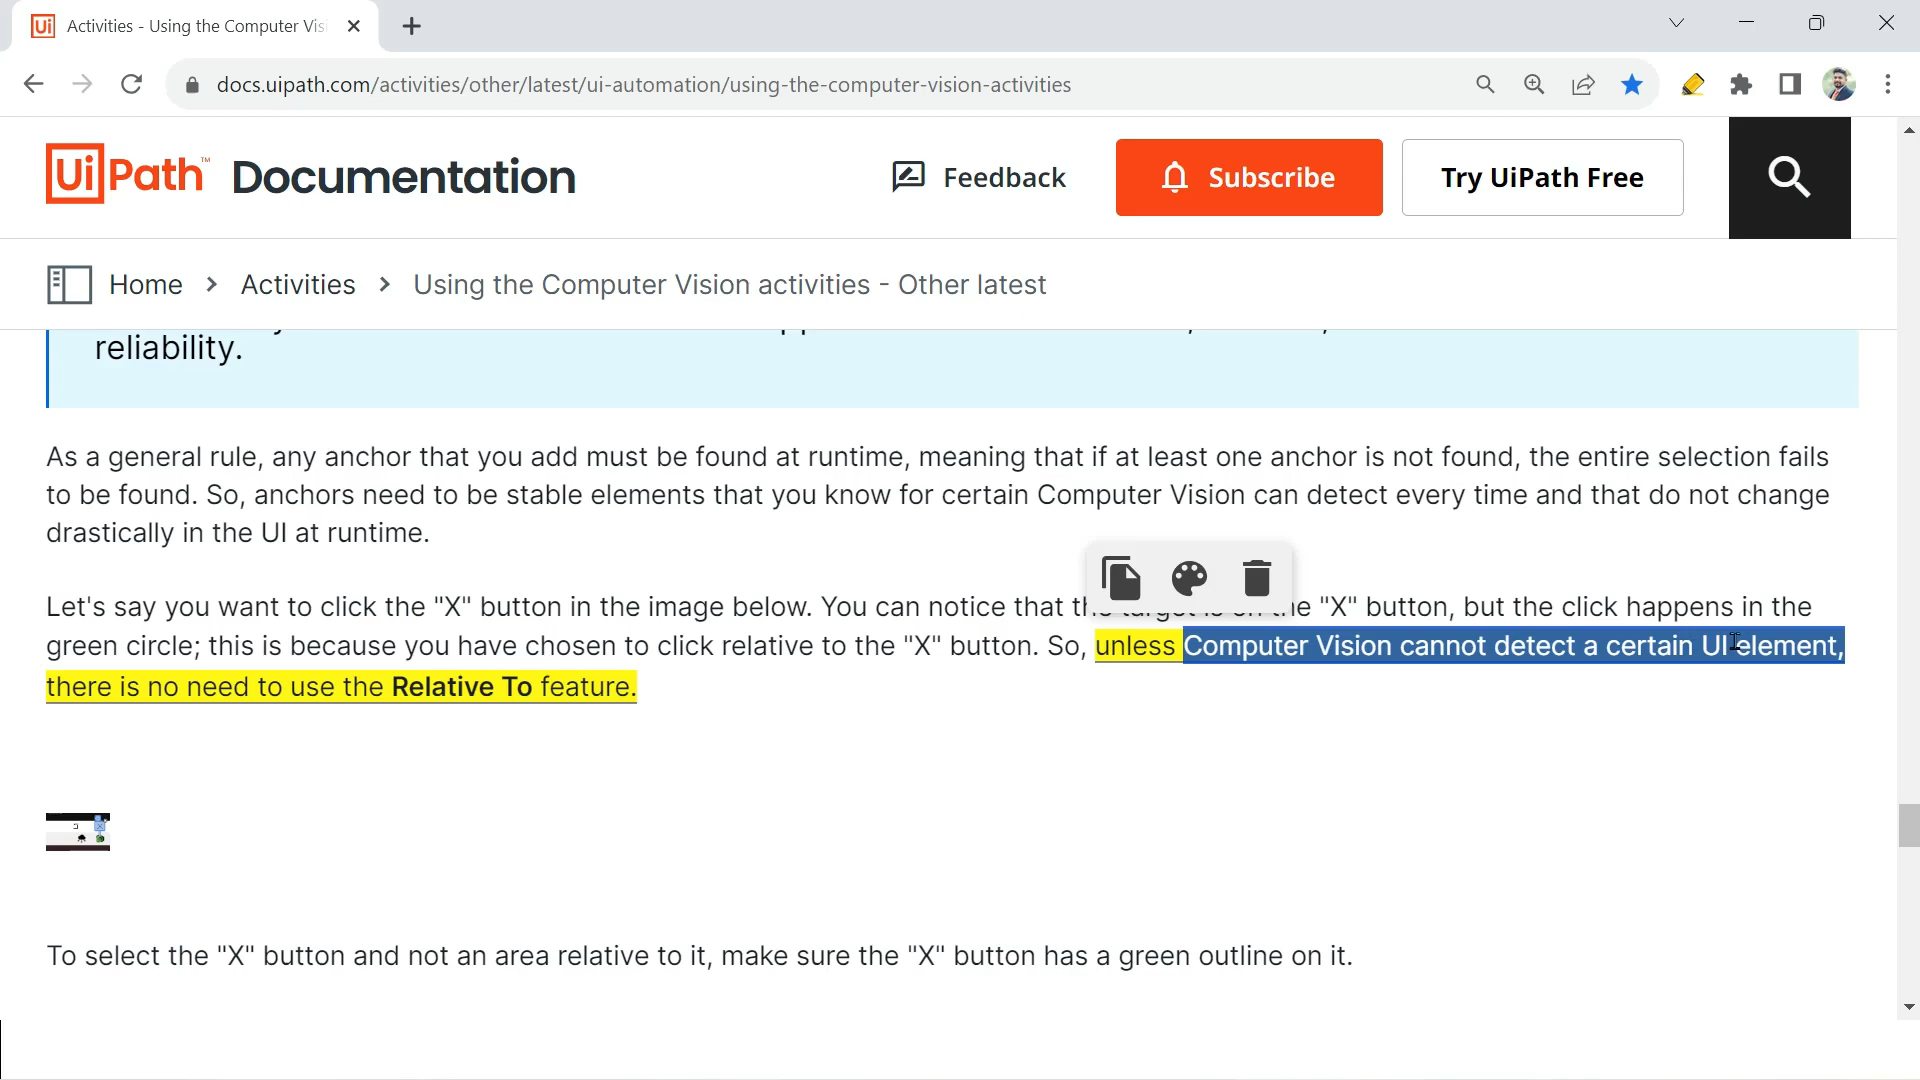 Activities - Using the Computer Vis
docs.uipath.com/activities/other/latest/ui-automation/using-the-computer-vision-activities
UiPath™ Documentation
Feedback
Subscribe
Try UiPath Free
Home > Activities > Using the Computer Vision activities - Other latest
reliability.
As a general rule, any anchor that you add must be found at runtime, meaning that if at least one anchor is not found, the entire selection fails
to be found. So, anchors need to be stable elements that you know for certain Computer Vision can detect every time and that do not change
drastically in the UI at runtime.
Let's say you want to click the "X" button in the image below. You can notice that the target is on the "X" button, but the click happens in the
green circle; this is because you have chosen to click relative to the "X" button. So, unless Computer Vision cannot detect a certain UI element,
there is no need to use the Relative To feature.
To select the "X" button and not an area relative to it, make sure the "X" button has a green outline on it.